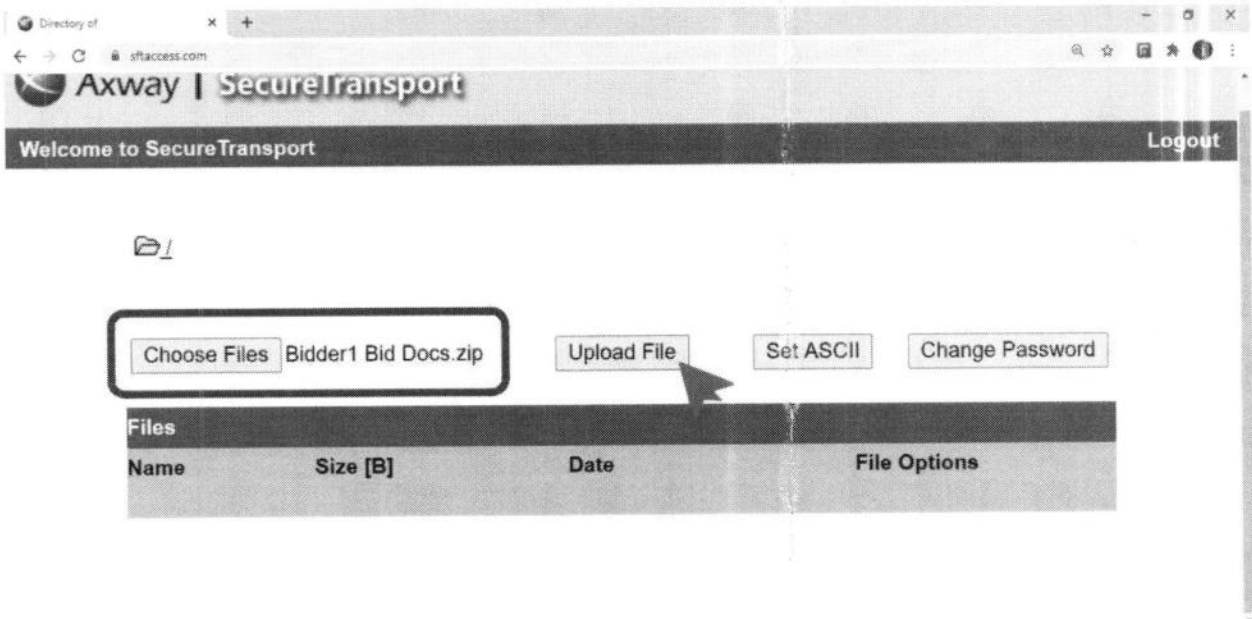 Directory of
sftaccess.com
Axway | SecureTransport
Welcome to SecureTransport
Logout
/
Choose Files Bidder1 Bid Docs.zip Upload File Set ASCII Change Password
Files
Name Size [B] Date File Options